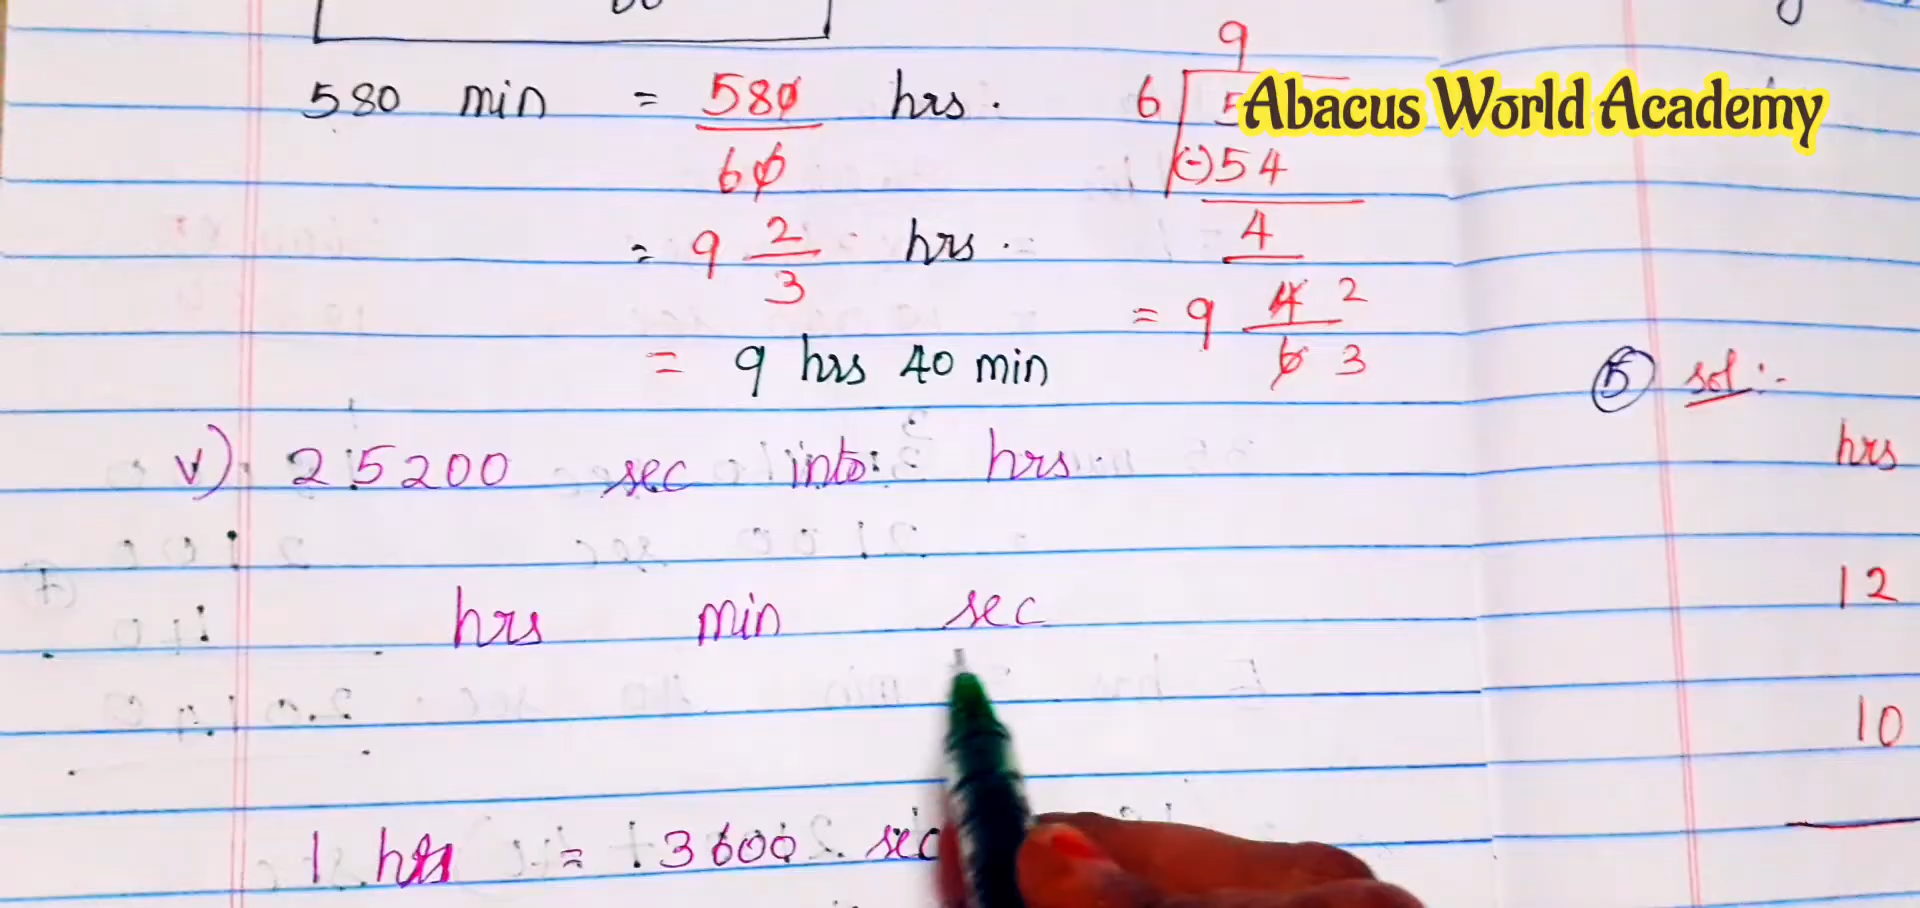 9
580 min = 580/60 hrs. 6 5
Abacus World Academy
(-)54
= 9 2/3 hrs. 4
= 9 4/6 2/3
= 9 hrs 40 min
5 sol:-
v) 25200 sec into hrs.
hrs
hrs min sec
12
10
1 hrs = 3600 sec